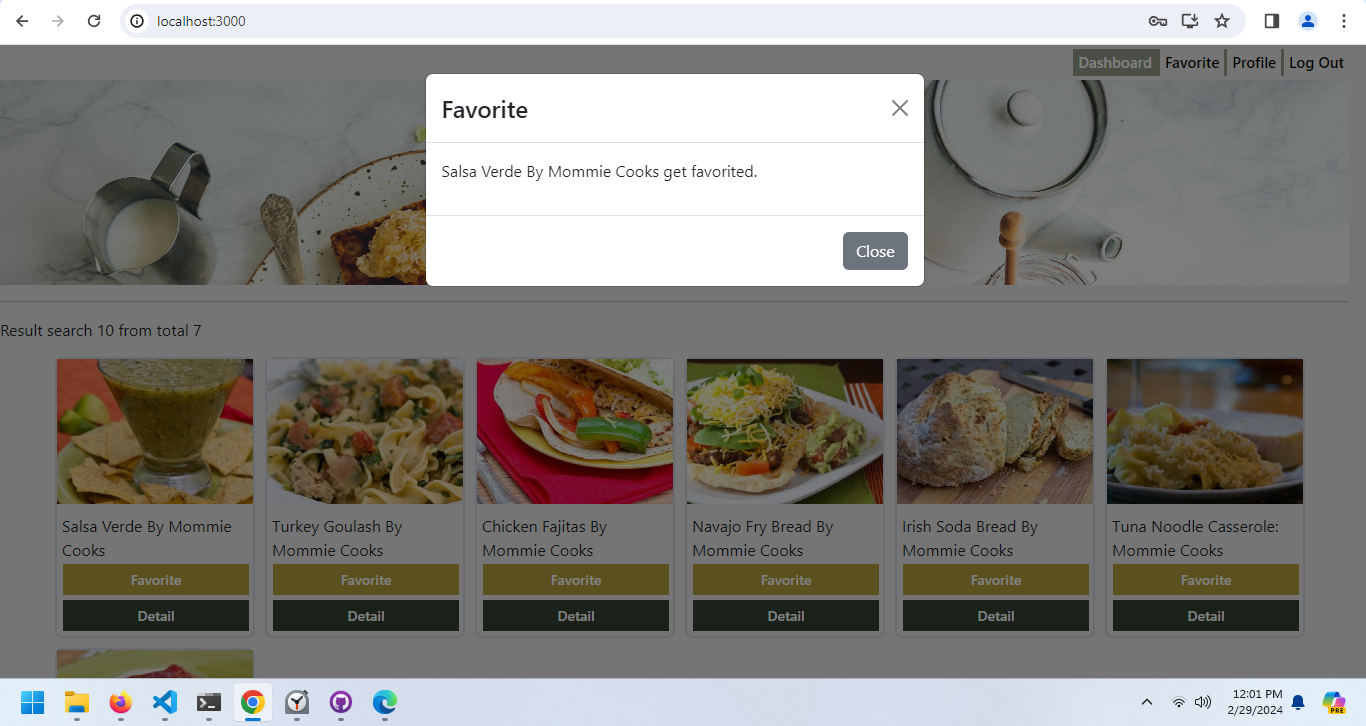 localhost:3000
Dashboard Favorite Profile Log Out
Favorite
Salsa Verde By Mommie Cooks get favorited.
Close
Result search 10 from total 7
Salsa Verde By Mommie
Cooks
Favorite
Detail
Turkey Goulash By
Mommie Cooks
Favorite
Detail
Chicken Fajitas By
Mommie Cooks
Favorite
Detail
Navajo Fry Bread By
Mommie Cooks
Favorite
Detail
Irish Soda Bread By
Mommie Cooks
Favorite
Detail
Tuna Noodle Casserole:
Mommie Cooks
Favorite
Detail
12:01 PM
2/29/2024
PRE